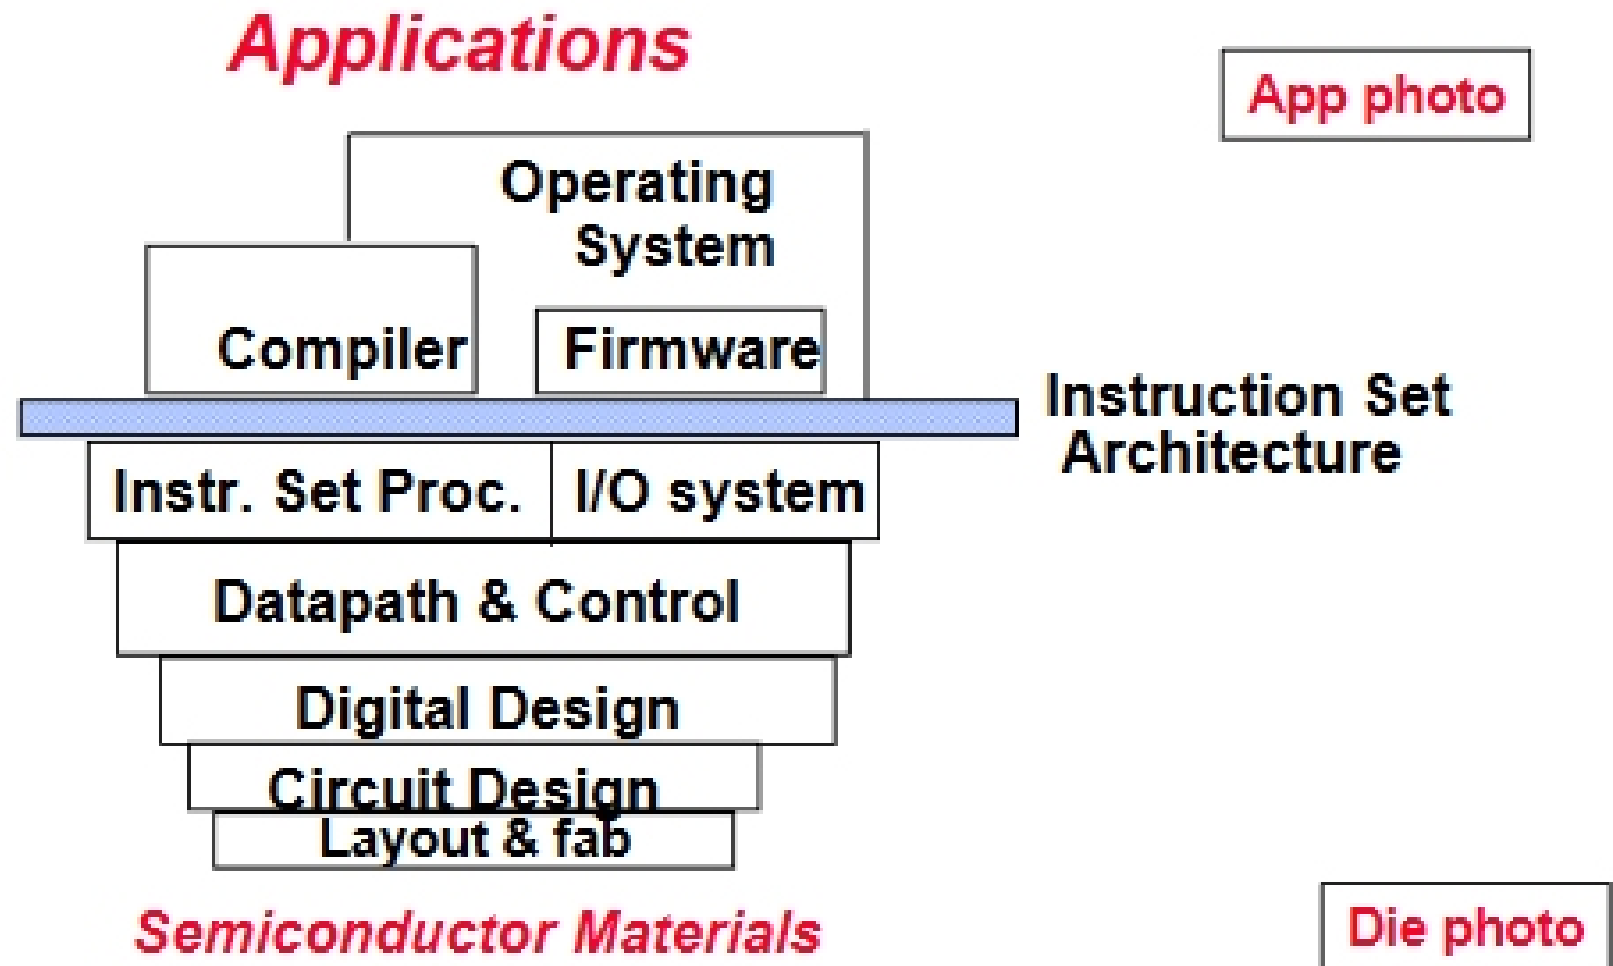 Applications
App photo
Operating
System
Compiler
Firmware
Instruction Set
Architecture
Instr. Set Proc.
I/O system
Datapath & Control
Digital Design
Circuit Design
Layout & fab
Semiconductor Materials
Die photo